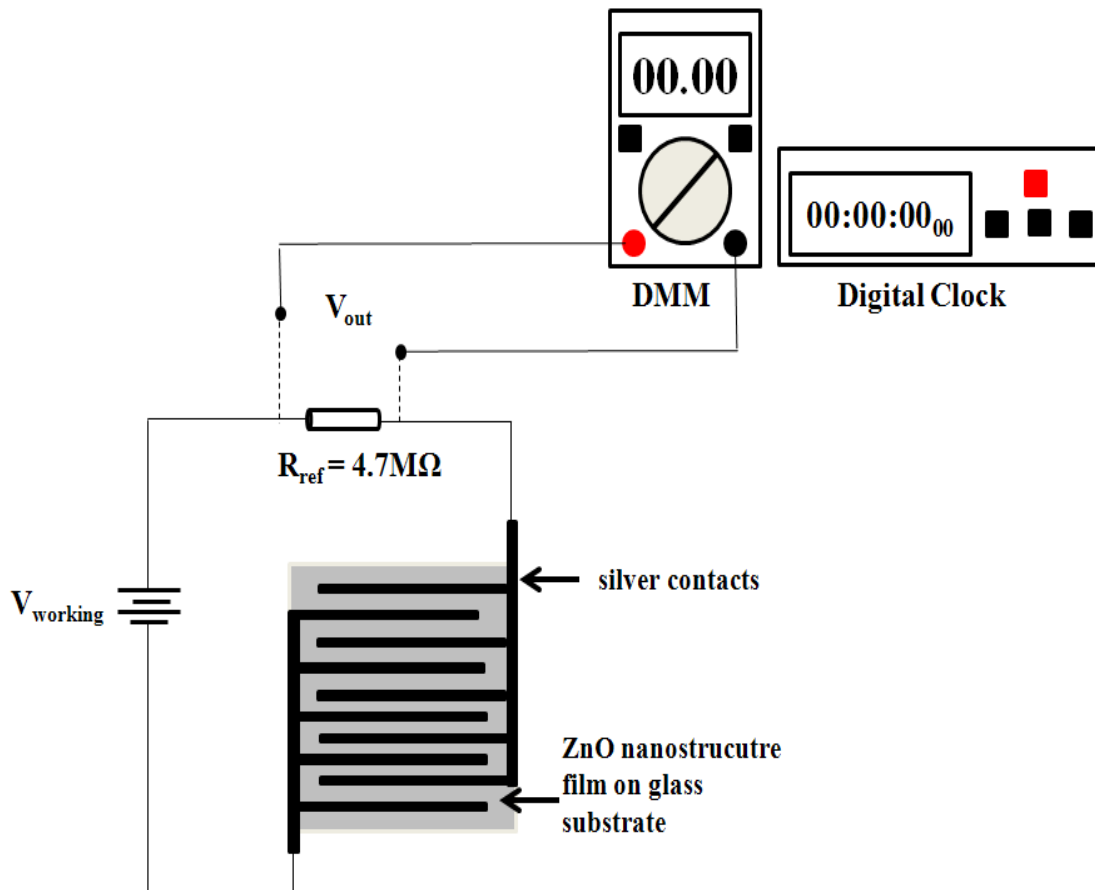 00.00
00:00:00₀₀
DMM
Digital Clock
Vout
Rref = 4.7MΩ
silver contacts
Vworking
ZnO nanostrucutre
film on glass
substrate